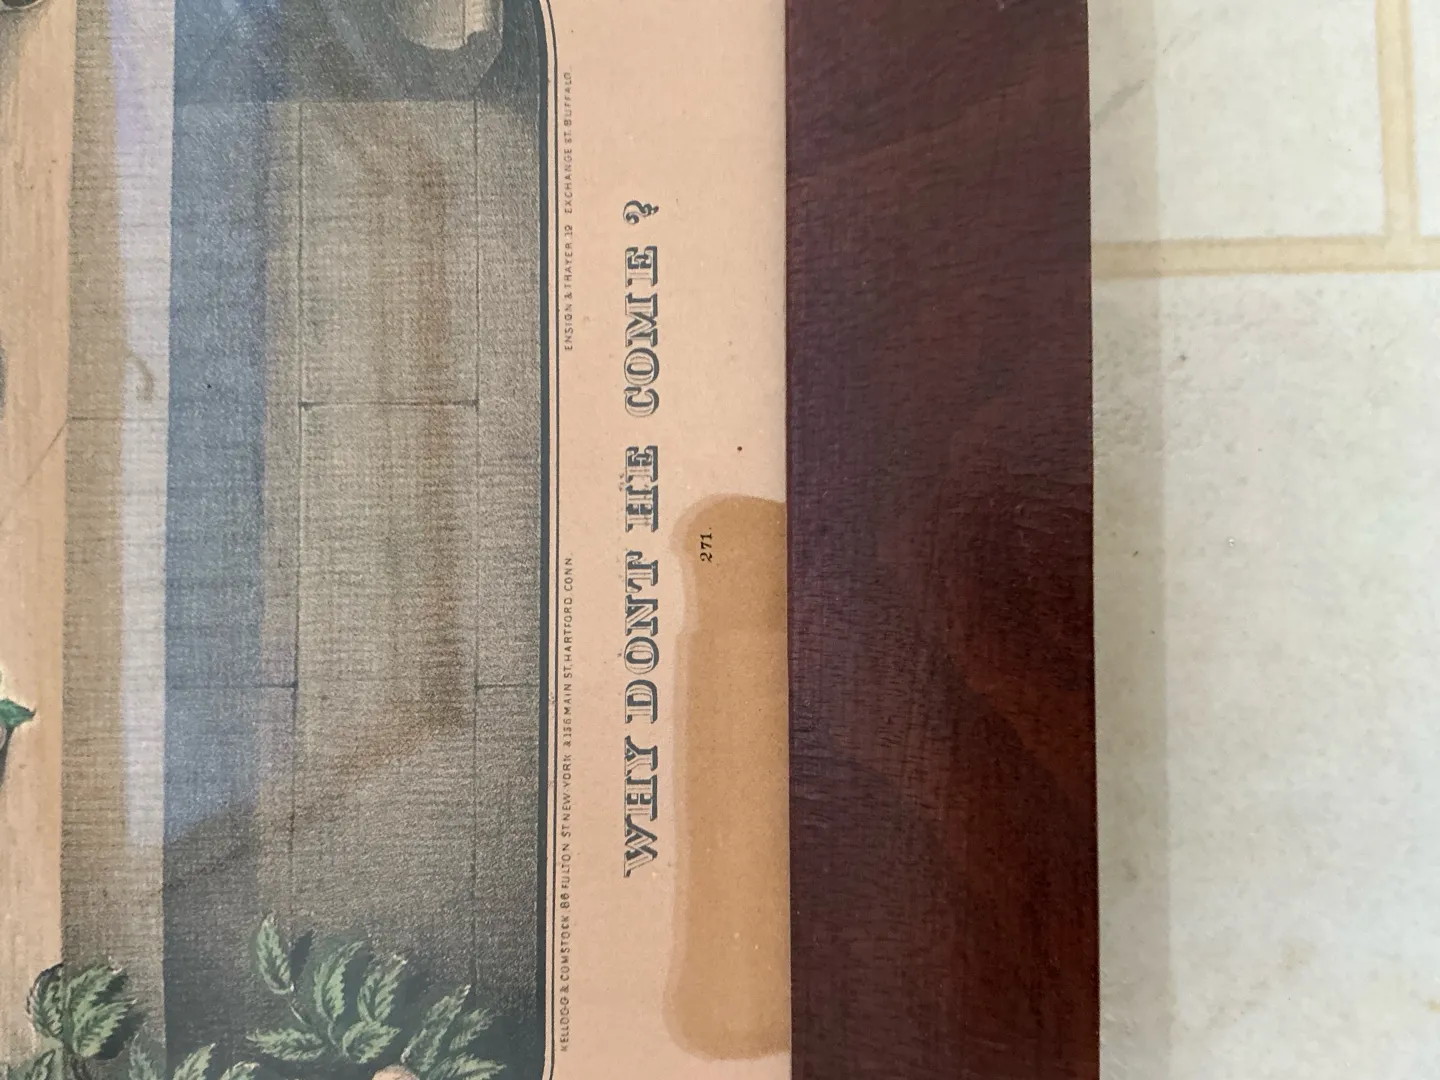 KELLOGG & COMSTOCK, 86 FULTON ST. NEW-YORK & 136 MAIN ST. HARTFORD, CONN.
ENSIGN & THAYER, 12 EXCHANGE ST. BUFFALO.
WHY DONT HE COME?
271.